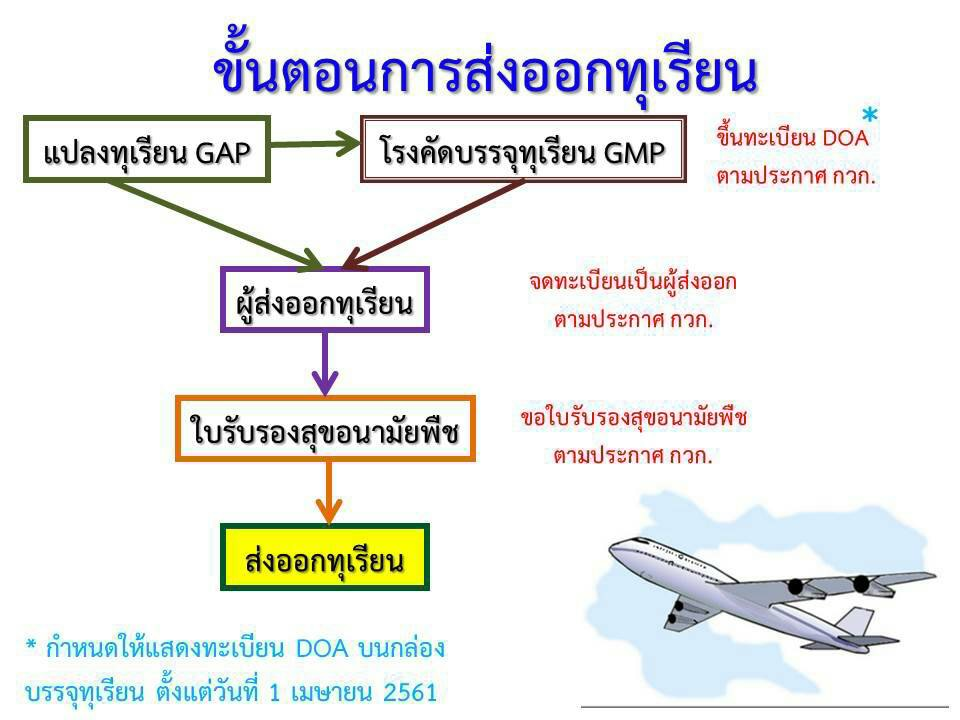 ขั้นตอนการส่งออกทุเรียน
แปลงทุเรียน GAP
โรงคัดบรรจุทุเรียน GMP
ขึ้นทะเบียน DOA *
ตามประกาศ กวก.
ผู้ส่งออกทุเรียน
จดทะเบียนเป็นผู้ส่งออก
ตามประกาศ กวก.
ใบรับรองสุขอนามัยพืช
ขอใบรับรองสุขอนามัยพืช
ตามประกาศ กวก.
ส่งออกทุเรียน
* กำหนดให้แสดงทะเบียน DOA บนกล่อง
บรรจุทุเรียน ตั้งแต่วันที่ 1 เมษายน 2561